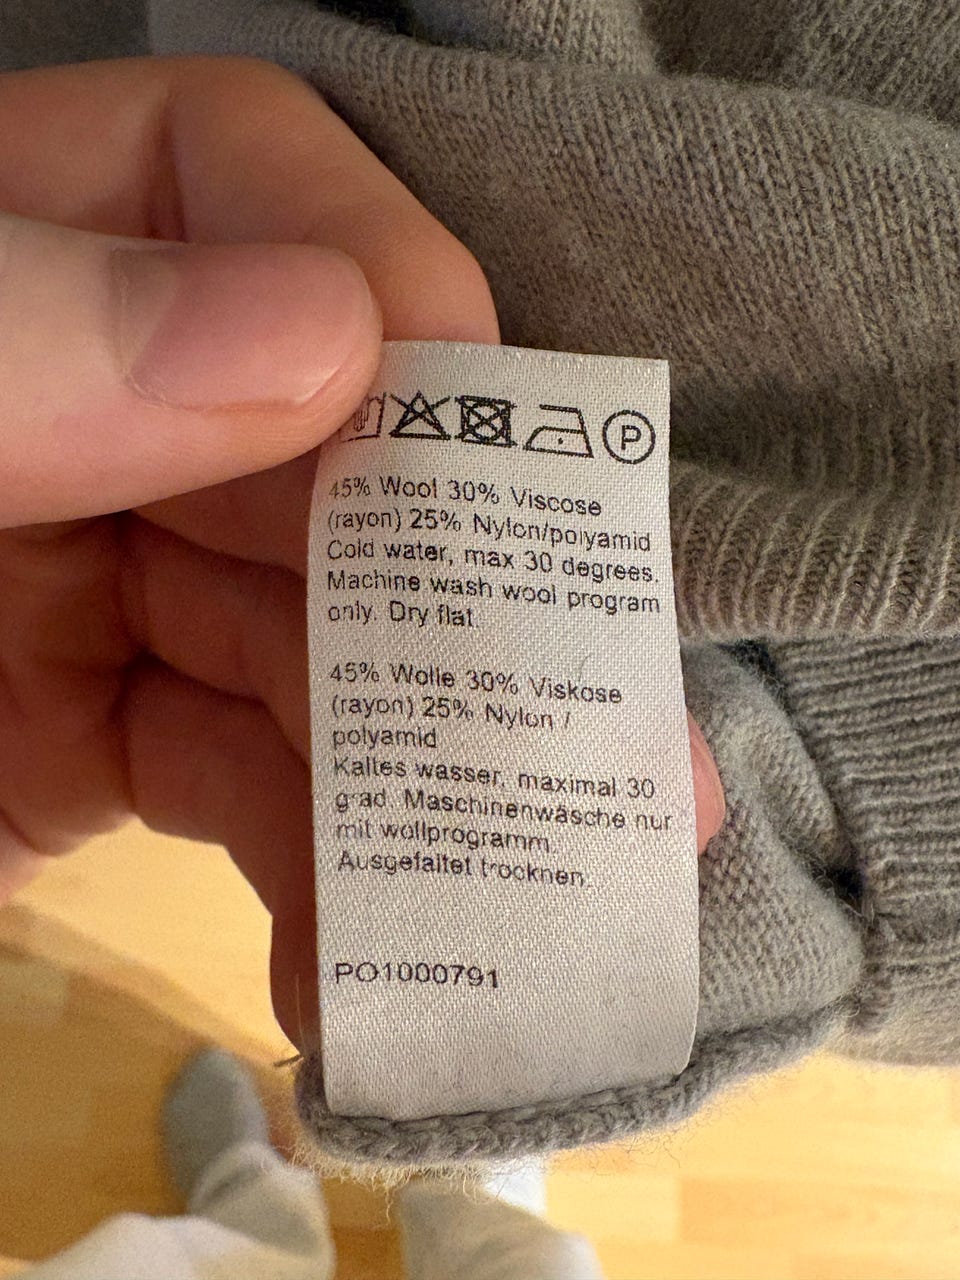 P
45% Wool 30% Viscose
(rayon) 25% Nylon/polyamid
Cold water, max 30 degrees.
Machine wash wool program
only. Dry flat.
45% Wolle 30% Viskose
(rayon) 25% Nylon /
polyamid
Kaltes wasser, maximal 30
grad. Maschinenwäsche nur
mit wollprogramm.
Ausgefaltet trocknen.
PO1000791